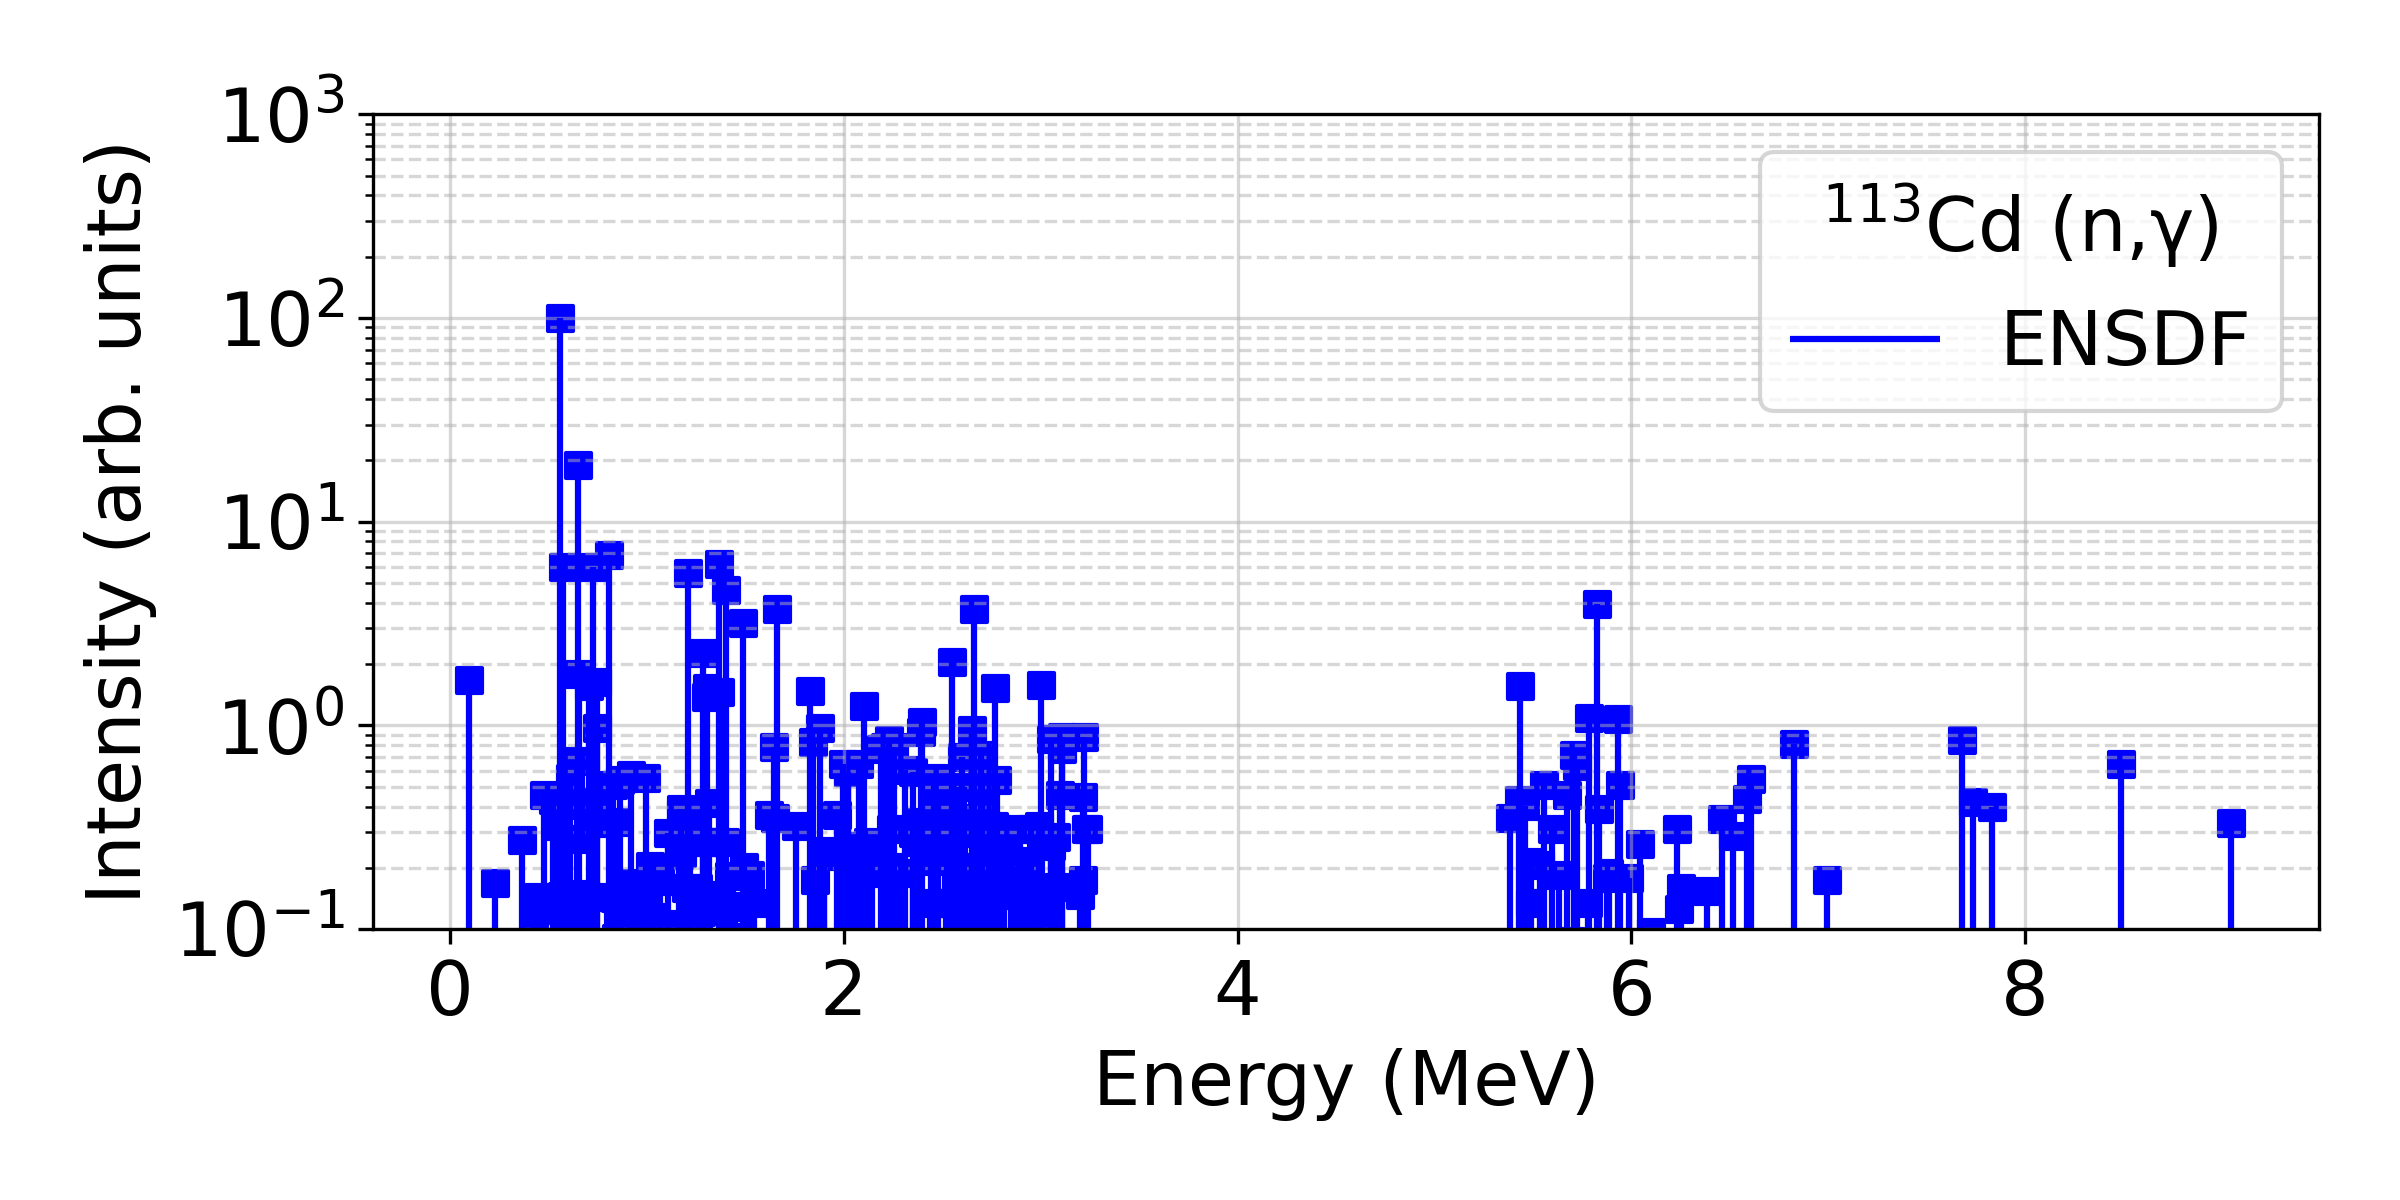 10³
10²
10¹
10⁰
10⁻¹
Intensity (arb. units)
¹¹³Cd (n,γ)
ENSDF
0 2 4 6 8
Energy (MeV)